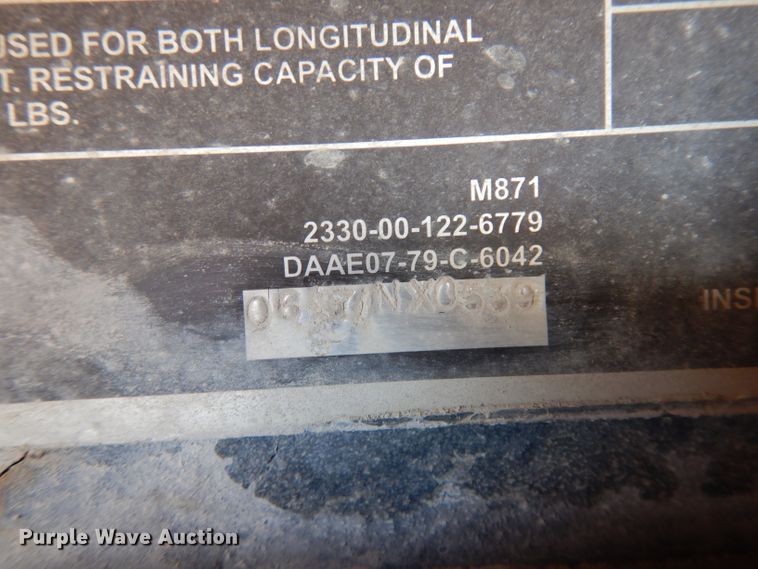 USED FOR BOTH LONGITUDINAL
T. RESTRAINING CAPACITY OF
LBS.
M871
2330-00-122-6779
DAAE07-79-C-6042
INS
Purple Wave Auction